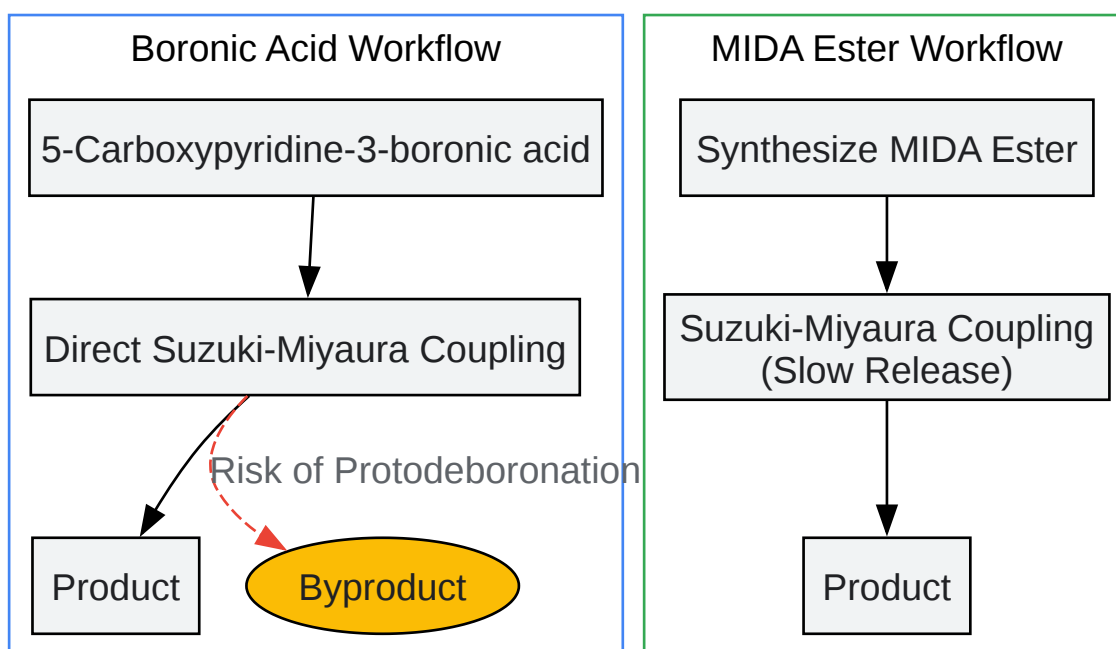 Boronic Acid Workflow
5-Carboxypyridine-3-boronic acid
Direct Suzuki-Miyaura Coupling
Risk of Protodeboronation
Product
Byproduct
MIDA Ester Workflow
Synthesize MIDA Ester
Suzuki-Miyaura Coupling
(Slow Release)
Product